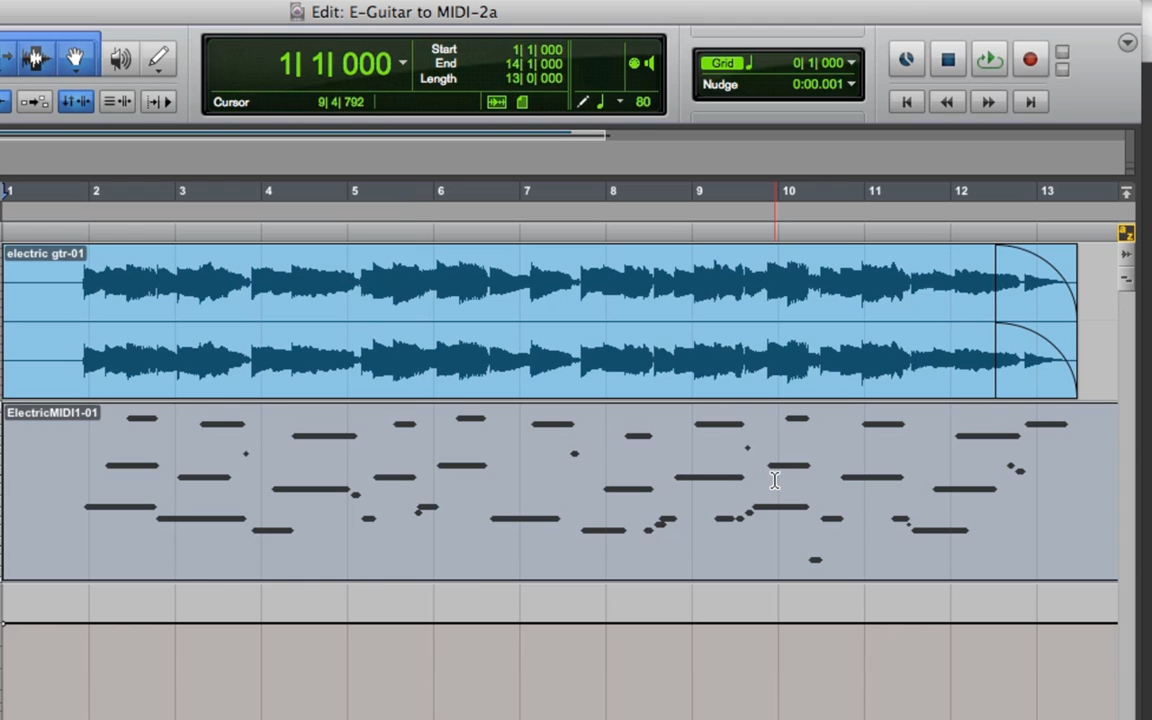 Edit: E-Guitar to MIDI-2a
1| 1| 000
Start 1| 1| 000
End 14| 1| 000
Length 13| 0| 000
Cursor 9| 4| 792
80
Grid 0| 1| 000
Nudge 0:00.001
1 2 3 4 5 6 7 8 9 10 11 12 13
a
z
electric gtr-01
ElectricMIDI1-01